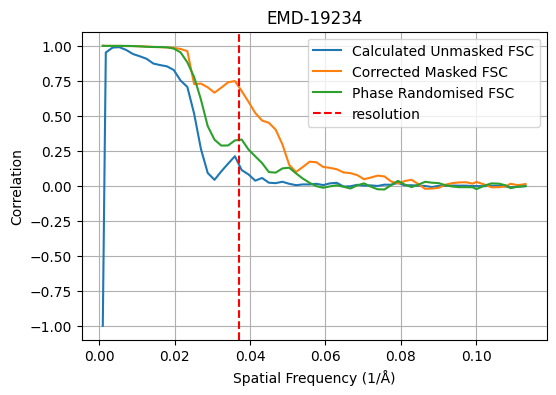 EMD-19234
Calculated Unmasked FSC
Corrected Masked FSC
Phase Randomised FSC
resolution
1.00
0.75
0.50
0.25
0.00
−0.25
−0.50
−0.75
−1.00
Correlation
0.00 0.02 0.04 0.06 0.08 0.10
Spatial Frequency (1/Å)